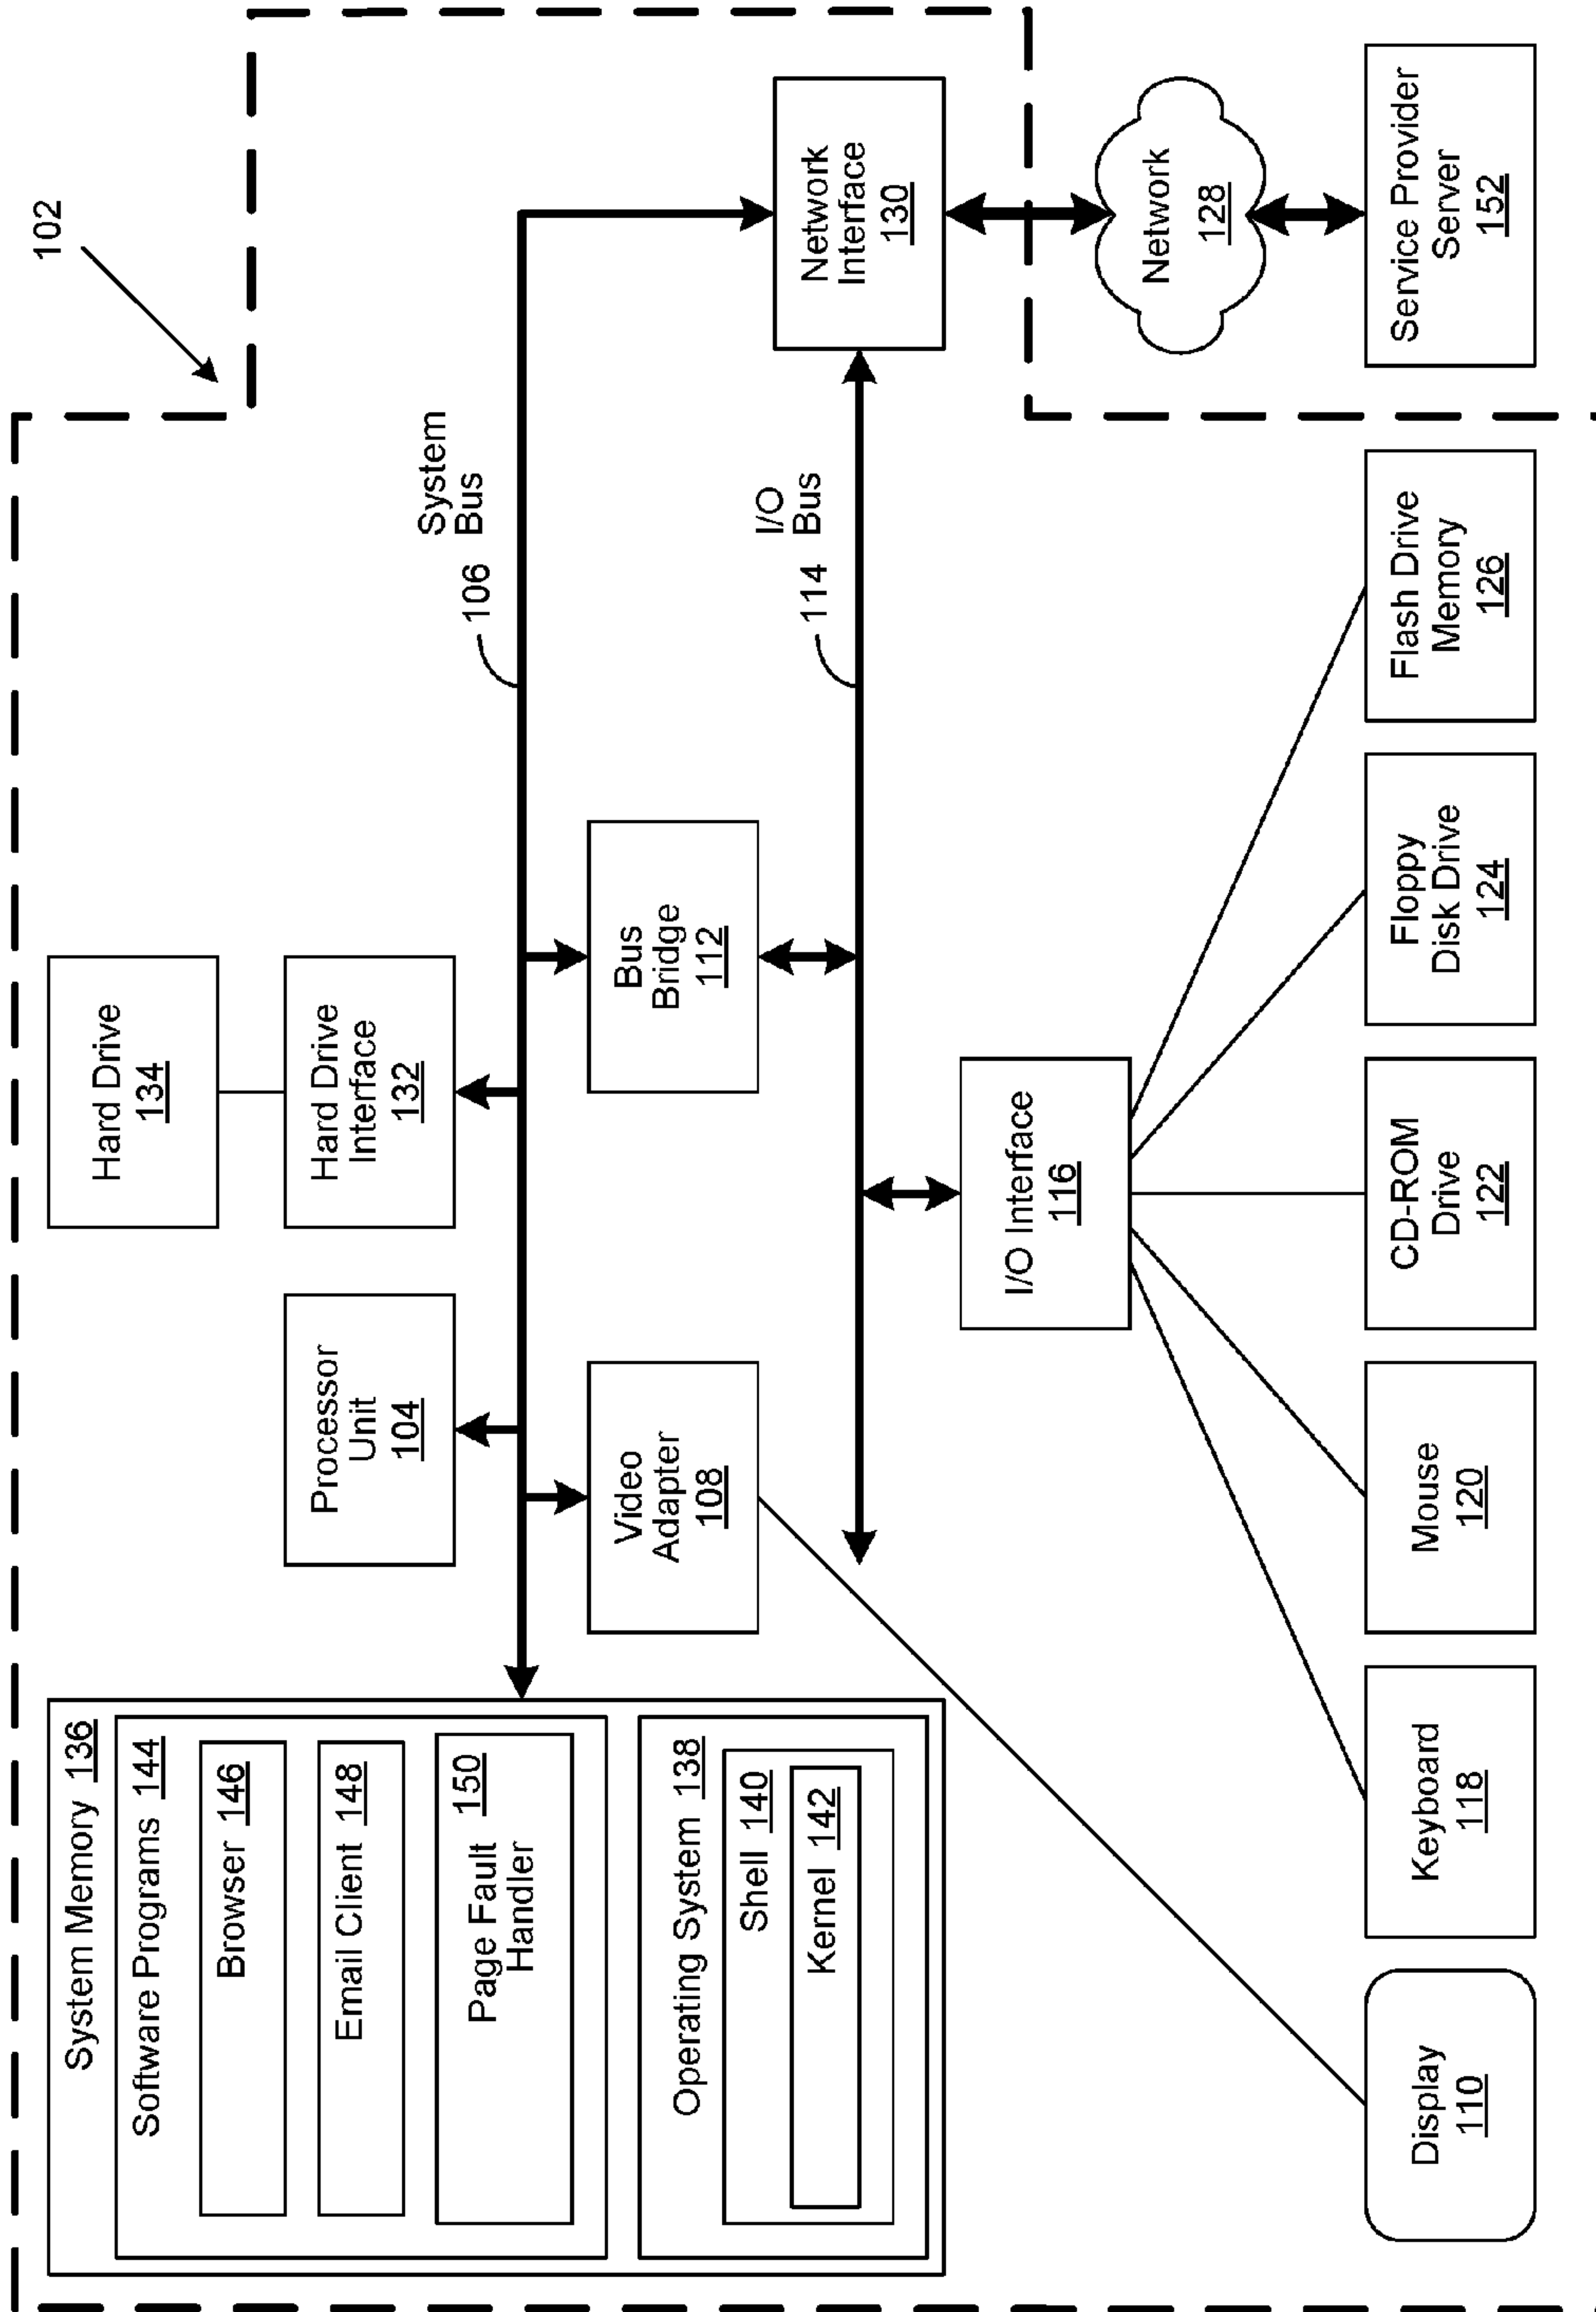 102
Hard Drive
134
System Memory 136
Software Programs 144
Browser 146
Email Client 148
Page Fault
Handler
150
Operating System 138
Shell 140
Kernel 142
Processor
Unit
104
Hard Drive
Interface
132
System
Bus
106
Video
Adapter
108
Bus
Bridge
112
I/O
Bus
114
Network
Interface
130
I/O Interface
116
Network
128
Display
110
Keyboard
118
Mouse
120
CD-ROM
Drive
122
Floppy
Disk Drive
124
Flash Drive
Memory
126
Service Provider
Server
152